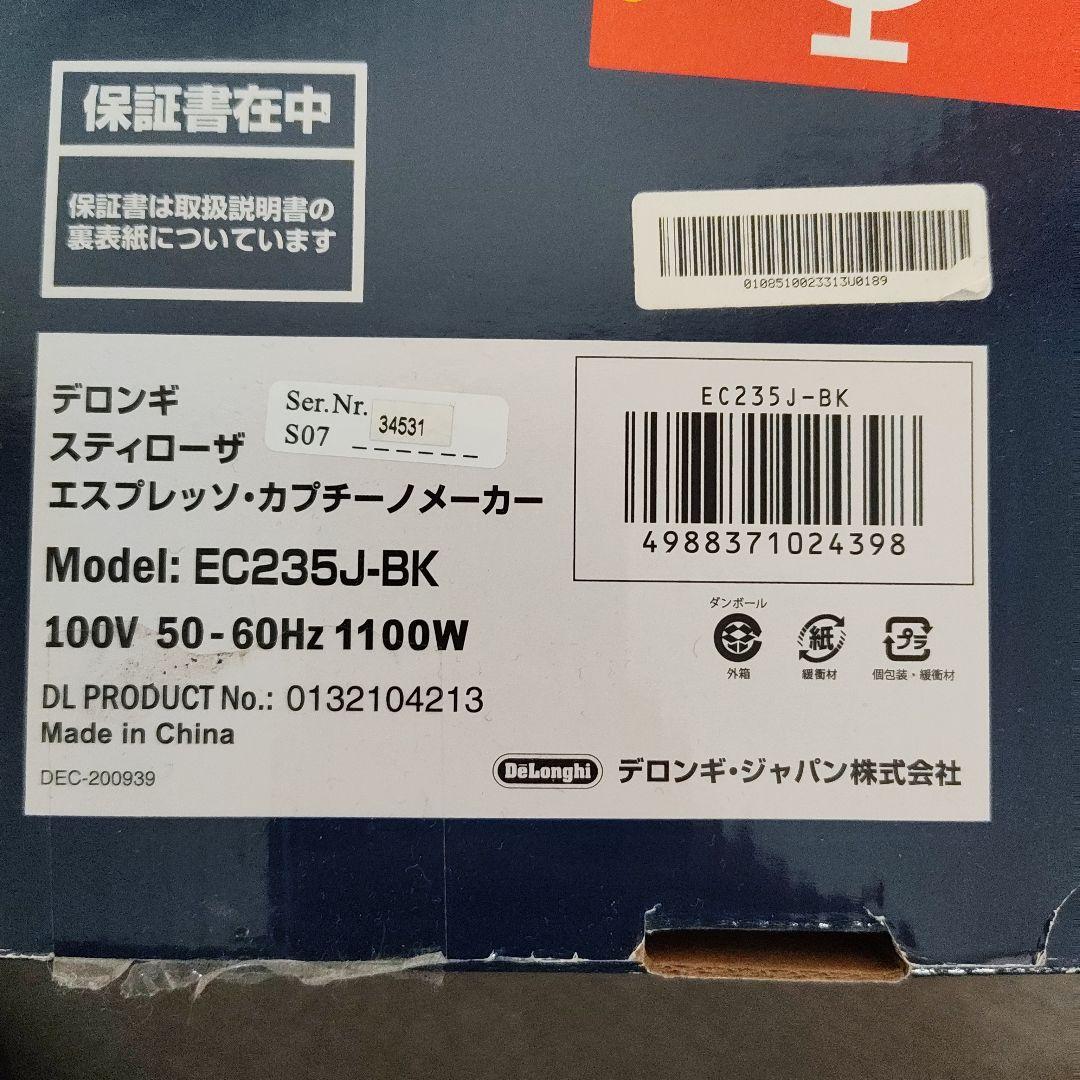 保証書在中
保証書は取扱説明書の
裏表紙についています
0108510023313U0189
デロンギ
スティローザ
エスプレッソ・カプチーノメーカー
Ser.Nr.
S07 34531
Model: EC235J-BK
100V 50-60Hz 1100W
DL PRODUCT No.: 0132104213
Made in China
DEC-200939
EC235J-BK
4988371024398
ダンボール
外箱
紙
緩衝材
プラ
個包装・緩衝材
DeLonghi デロンギ・ジャパン株式会社